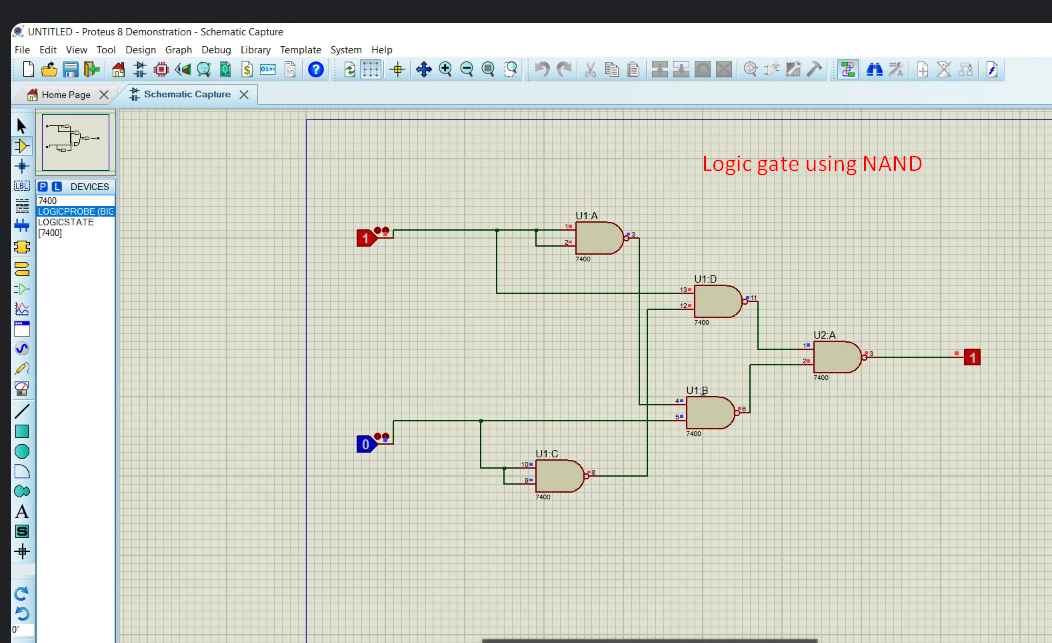 UNTITLED - Proteus 8 Demonstration - Schematic Capture
File Edit View Tool Design Graph Debug Library Template System Help
Home Page Schematic Capture
LBL
P L DEVICES
7400
LOGICPROBE (BIG
LOGICSTATE
[7400]
Logic gate using NAND
U1:A
1
1
2
3
7400
U1:D
13
12
11
7400
U2:A
1
2
3
1
7400
U1:B
4
5
6
7400
0
U1:C
10
9
8
7400
A
S
0°